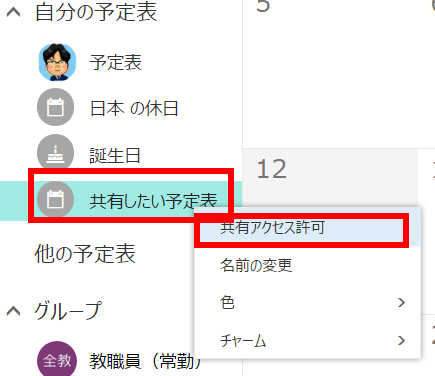 自分の予定表
5
予定表
日本 の休日
誕生日
12
共有したい予定表
共有アクセス許可
他の予定表
名前の変更
色
グループ
チャーム
全教
教職員（常勤）